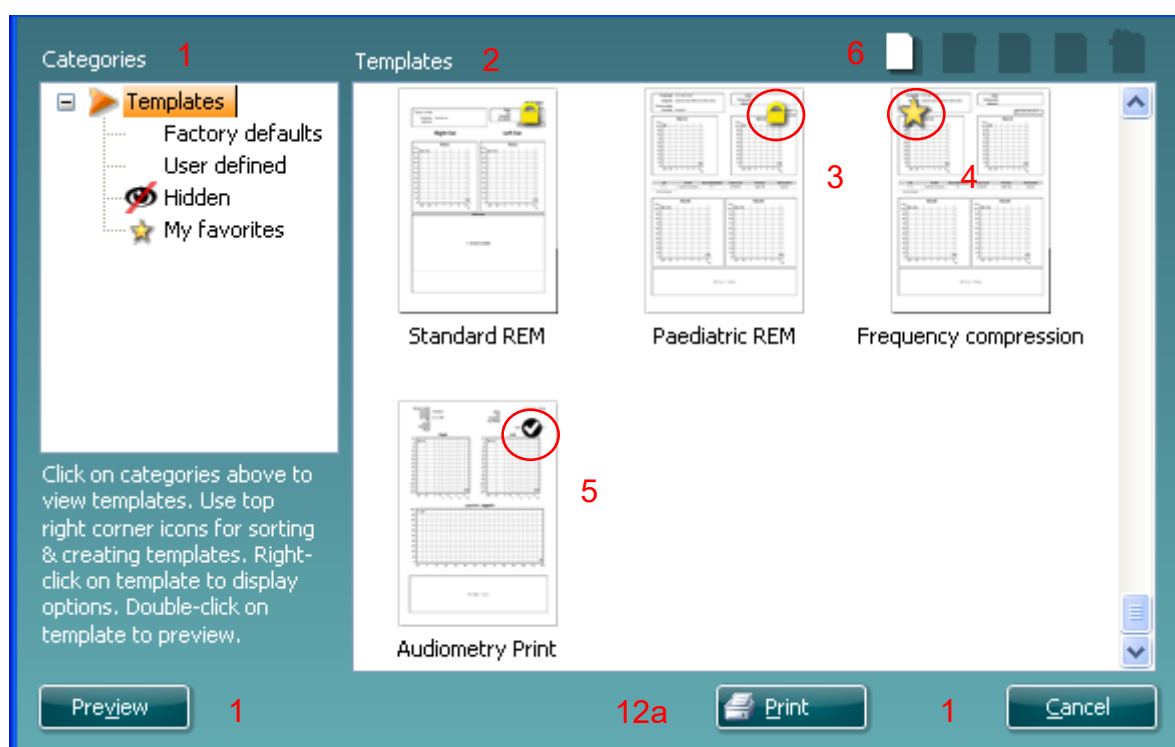 Categories 1
Templates 2
6
Templates
Factory defaults
User defined
Hidden
My favorites
3
4
Standard REM
Paediatric REM
Frequency compression
5
Audiometry Print
Click on categories above to
view templates. Use top
right corner icons for sorting
& creating templates. Right-
click on template to display
options. Double-click on
template to preview.
Preview 1
12a Print
1 Cancel